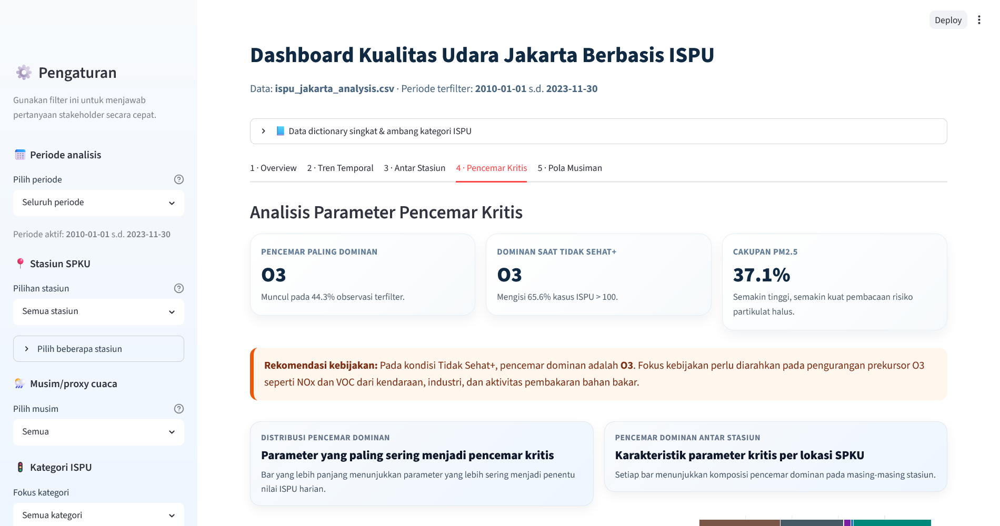 Deploy
Pengaturan
Gunakan filter ini untuk menjawab
pertanyaan stakeholder secara cepat.
Periode analisis
Pilih periode
Seluruh periode
Periode aktif: 2010-01-01 s.d. 2023-11-30
Stasiun SPKU
Pilihan stasiun
Semua stasiun
Pilih beberapa stasiun
Musim/proxy cuaca
Pilih musim
Semua
Kategori ISPU
Fokus kategori
Semua kategori
Dashboard Kualitas Udara Jakarta Berbasis ISPU
Data: ispu_jakarta_analysis.csv · Periode terfilter: 2010-01-01 s.d. 2023-11-30
Data dictionary singkat & ambang kategori ISPU
1 · Overview 2 · Tren Temporal 3 · Antar Stasiun 4 · Pencemar Kritis 5 · Pola Musiman
Analisis Parameter Pencemar Kritis
PENCEMAR PALING DOMINAN
O3
Muncul pada 44.3% observasi terfilter.
DOMINAN SAAT TIDAK SEHAT+
O3
Mengisi 65.6% kasus ISPU > 100.
CAKUPAN PM2.5
37.1%
Semakin tinggi, semakin kuat pembacaan risiko
partikulat halus.
Rekomendasi kebijakan: Pada kondisi Tidak Sehat+, pencemar dominan adalah O3. Fokus kebijakan perlu diarahkan pada pengurangan prekursor O3
seperti NOx dan VOC dari kendaraan, industri, dan aktivitas pembakaran bahan bakar.
DISTRIBUSI PENCEMAR DOMINAN
Parameter yang paling sering menjadi pencemar kritis
Bar yang lebih panjang menunjukkan parameter yang lebih sering menjadi penentu
nilai ISPU harian.
PENCEMAR DOMINAN ANTAR STASIUN
Karakteristik parameter kritis per lokasi SPKU
Setiap bar menunjukkan komposisi pencemar dominan pada masing-masing stasiun.